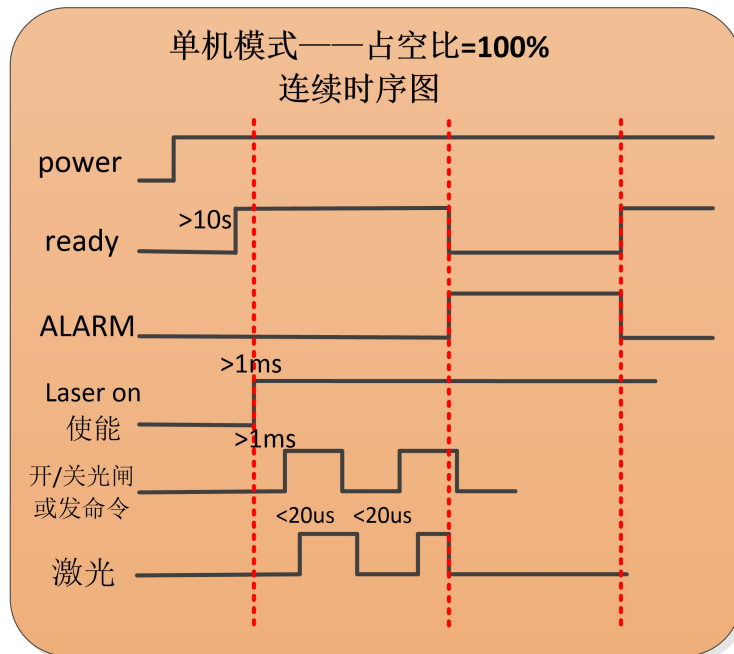 单机模式——占空比=100%
连续时序图
power
>10s
ready
ALARM
>1ms
Laser on
使能
>1ms
开/关光闸
或发命令
<20us <20us
激光